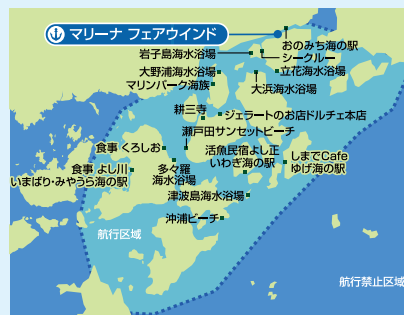 マリーナ フェアウインド
おのみち海の駅
岩子島海水浴場
シークルー
大野浦海水浴場
立花海水浴場
マリンパーク海族
大浜海水浴場
耕三寺
ジェラートのお店ドルチェ本店
瀬戸田サンセットビーチ
食事 くろしお
活魚民宿よし正
いわぎ海の駅
しまでCafe
ゆげ海の駅
食事 よし川
いまばり・みやうら海の駅
多々羅
海水浴場
津波島海水浴場
沖浦ビーチ
航行区域
航行禁止区域